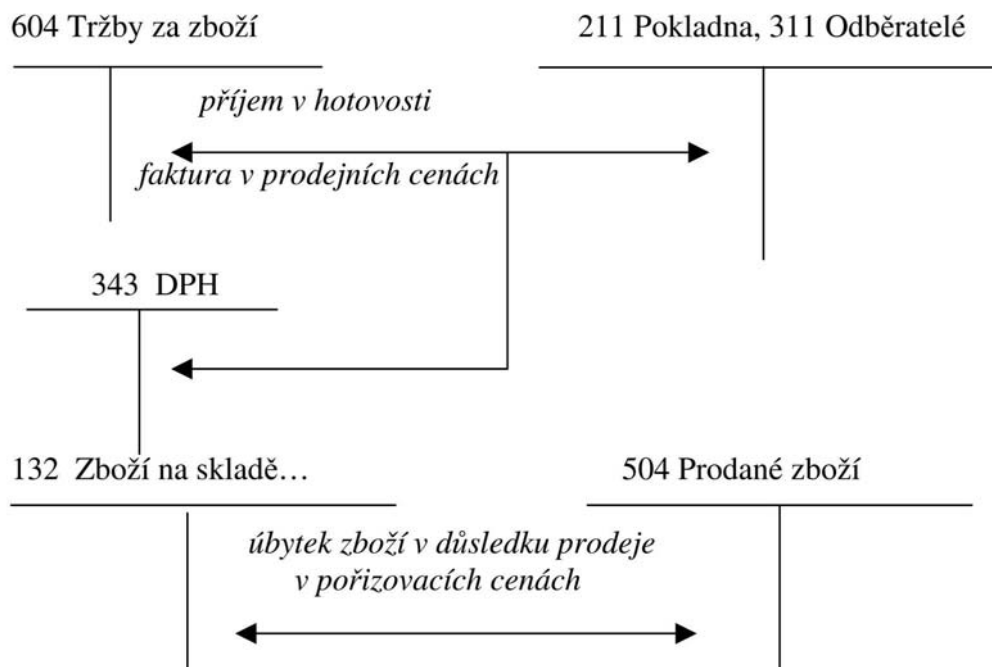 604 Tržby za zboží
211 Pokladna, 311 Odběratelé
příjem v hotovosti
faktura v prodejních cenách
343 DPH
132 Zboží na skladě…
504 Prodané zboží
úbytek zboží v důsledku prodeje
v pořizovacích cenách